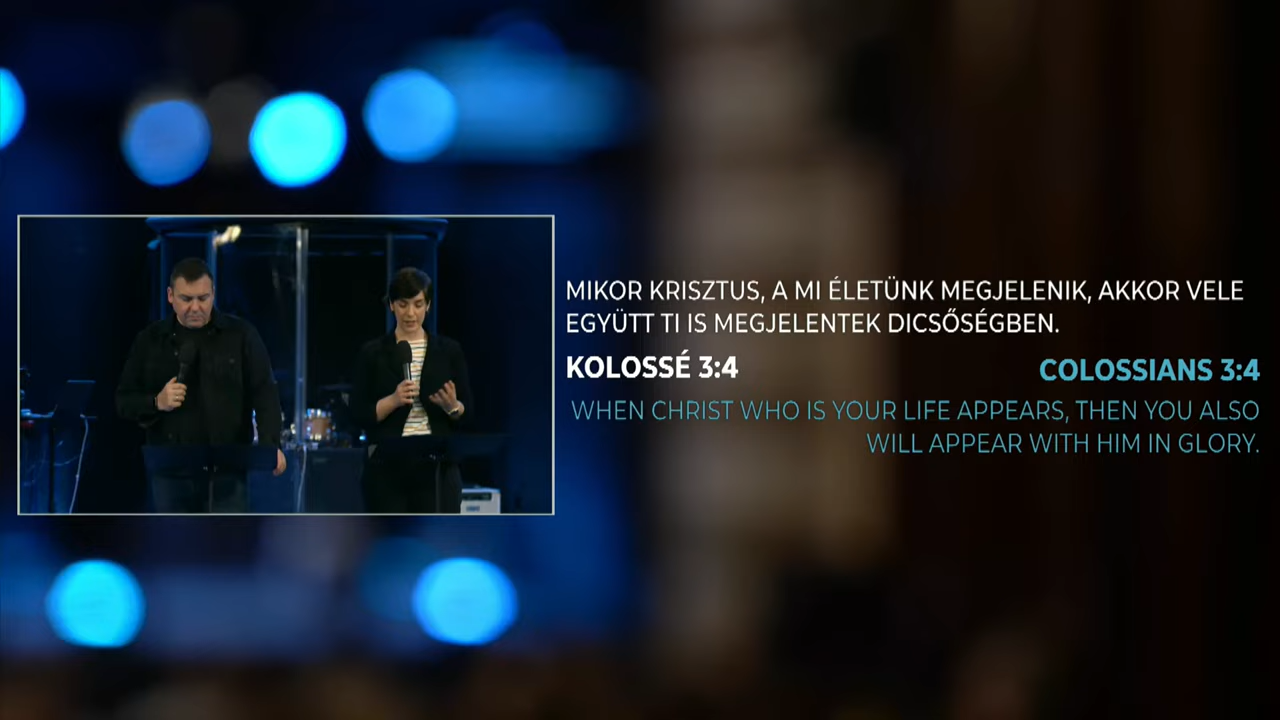 MIKOR KRISZTUS, A MI ÉLETÜNK MEGJELENIK, AKKOR VELE
EGYÜTT TI IS MEGJELENTEK DICSŐSÉGBEN.
KOLOSSÉ 3:4
COLOSSIANS 3:4
WHEN CHRIST WHO IS YOUR LIFE APPEARS, THEN YOU ALSO
WILL APPEAR WITH HIM IN GLORY.